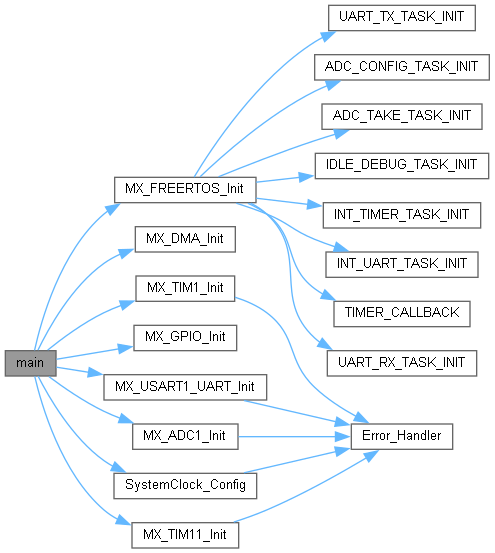 main
MX_FREERTOS_Init
MX_DMA_Init
MX_TIM1_Init
MX_GPIO_Init
MX_USART1_UART_Init
MX_ADC1_Init
SystemClock_Config
MX_TIM11_Init
UART_TX_TASK_INIT
ADC_CONFIG_TASK_INIT
ADC_TAKE_TASK_INIT
IDLE_DEBUG_TASK_INIT
INT_TIMER_TASK_INIT
INT_UART_TASK_INIT
TIMER_CALLBACK
UART_RX_TASK_INIT
Error_Handler